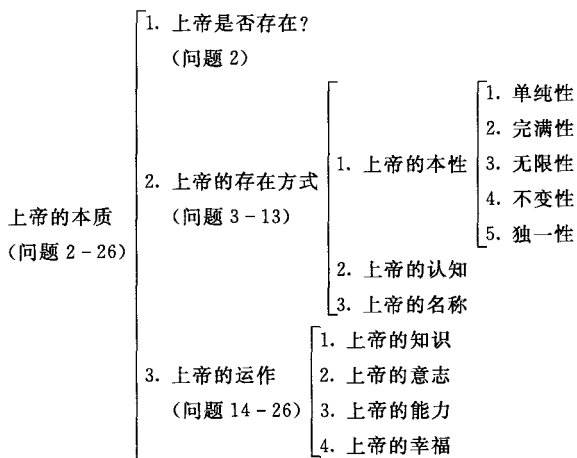 1. 上帝是否存在?
(问题 2)
上帝的本质
(问题 2-26)
2. 上帝的存在方式
(问题 3-13)
1. 上帝的本性
1. 单纯性
2. 完满性
3. 无限性
4. 不变性
5. 独一性
2. 上帝的认知
3. 上帝的名称
3. 上帝的运作
(问题 14-26)
1. 上帝的知识
2. 上帝的意志
3. 上帝的能力
4. 上帝的幸福